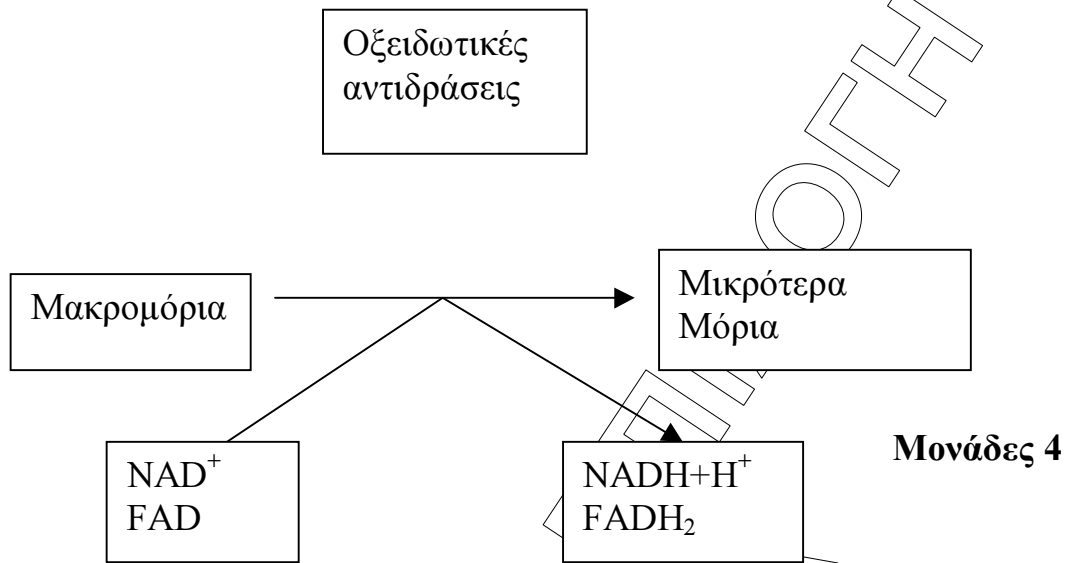 Οξειδωτικές
αντιδράσεις
Μακρομόρια
Μικρότερα
Μόρια
NAD⁺
FAD
NADH+H⁺
FADH₂
Μονάδες 4